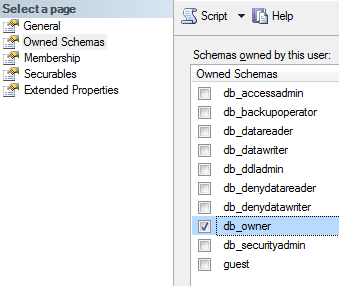 Select a page
General
Owned Schemas
Membership
Securables
Extended Properties
Script
Help
Schemas owned by this user:
Owned Schemas
db_accessadmin
db_backupoperator
db_datareader
db_datawriter
db_ddladmin
db_denydatareader
db_denydatawriter
db_owner
db_securityadmin
guest